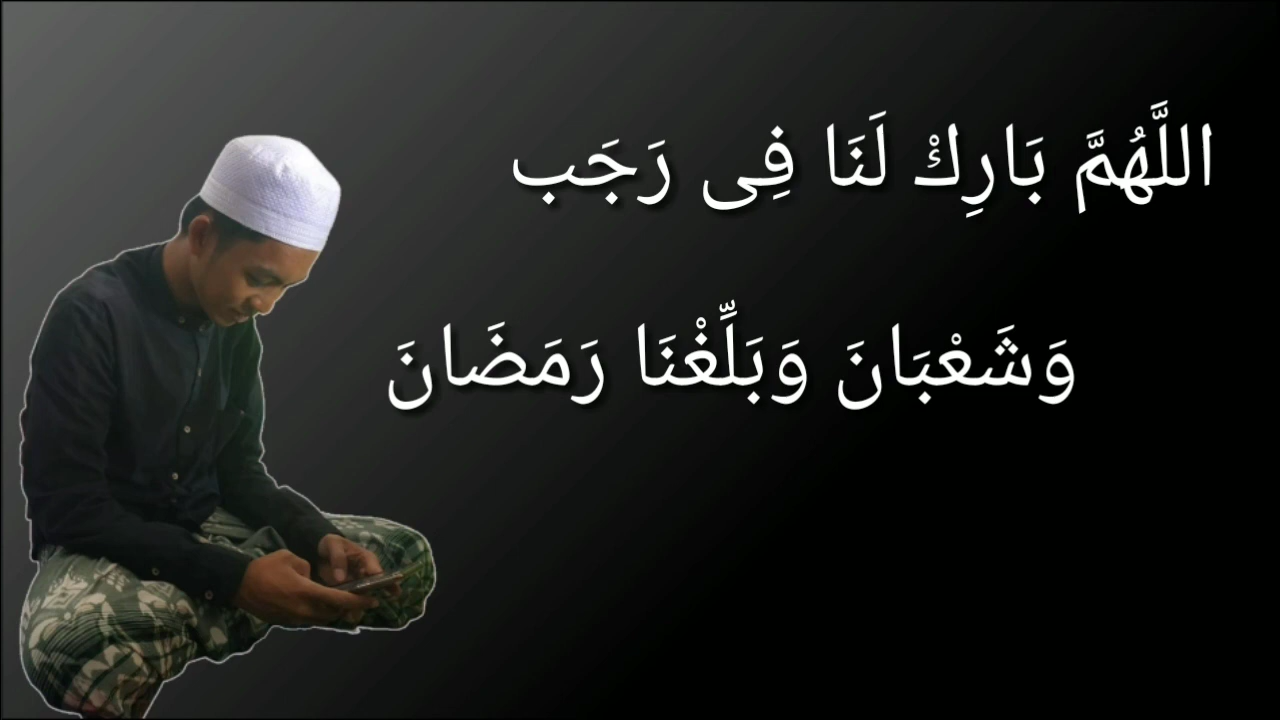 اللَّهُمَّ بَارِكْ لَنَا فِى رَجَب
وَشَعْبَانَ وَبَلِّغْنَا رَمَضَانَ